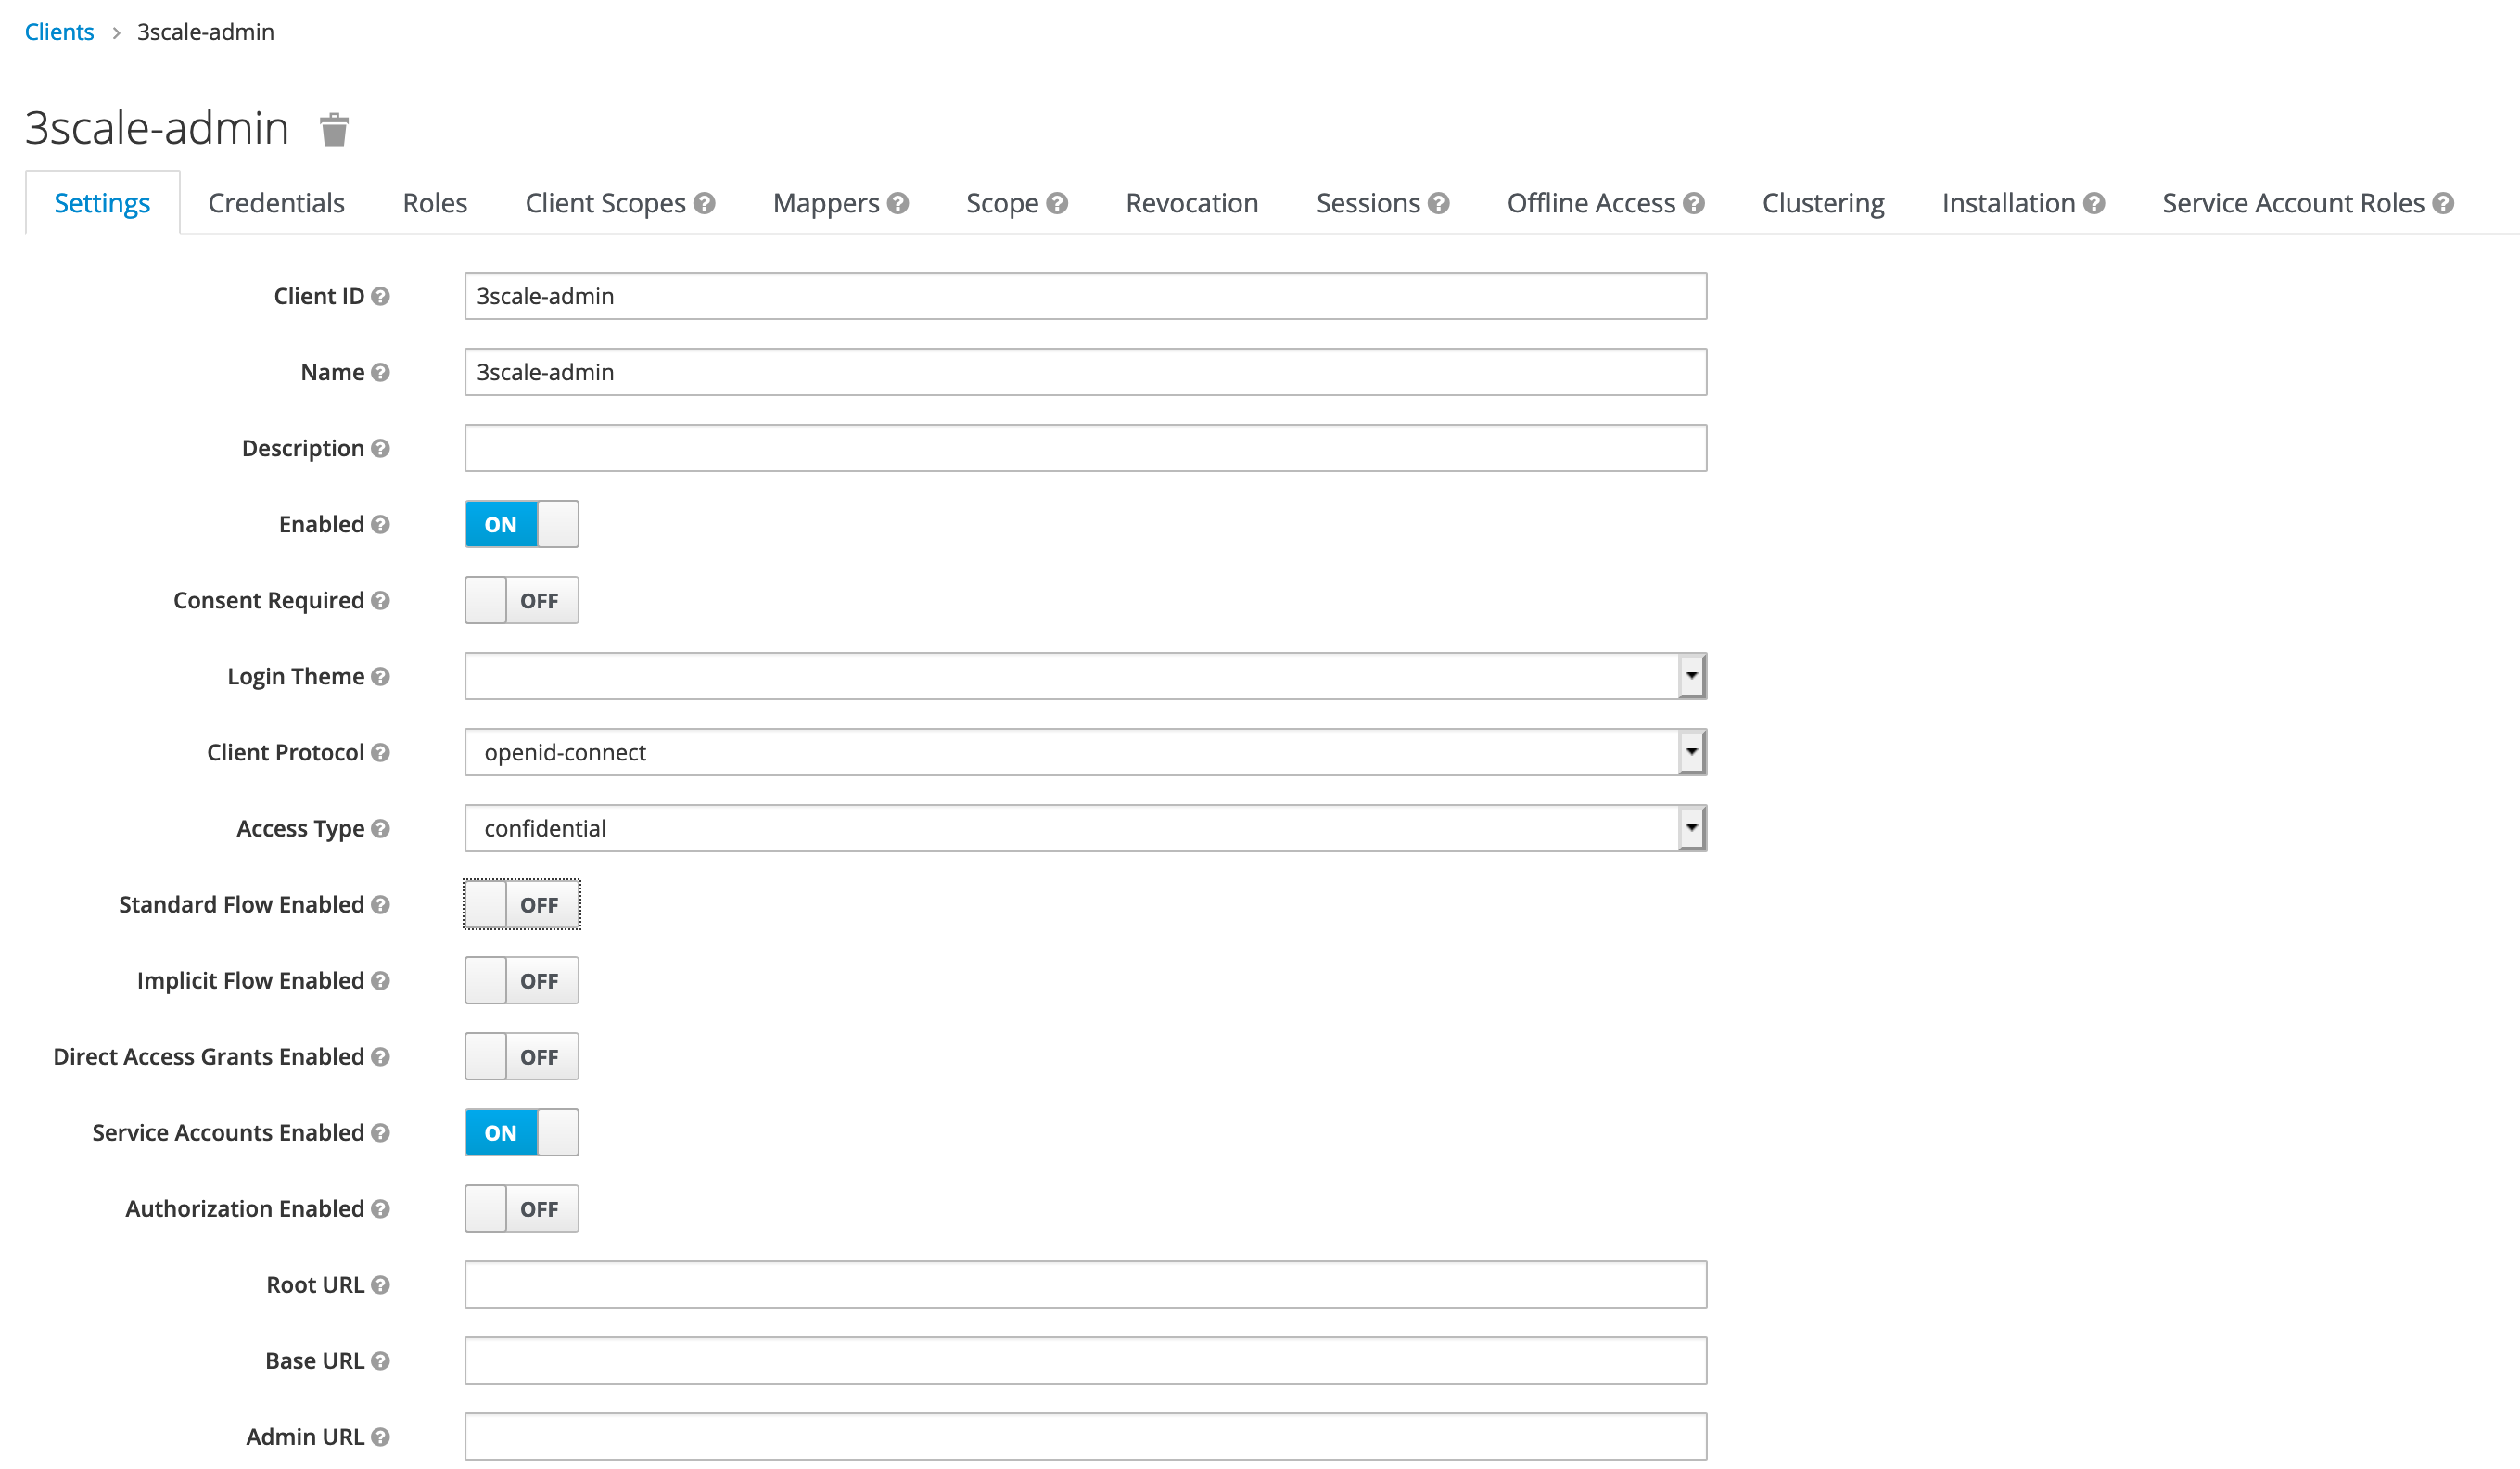 Clients > 3scale-admin
3scale-admin
Settings Credentials Roles Client Scopes Mappers Scope Revocation Sessions Offline Access Clustering Installation Service Account Roles
Client ID 3scale-admin
Name 3scale-admin
Description
Enabled ON
Consent Required OFF
Login Theme
Client Protocol openid-connect
Access Type confidential
Standard Flow Enabled OFF
Implicit Flow Enabled OFF
Direct Access Grants Enabled OFF
Service Accounts Enabled ON
Authorization Enabled OFF
Root URL
Base URL
Admin URL